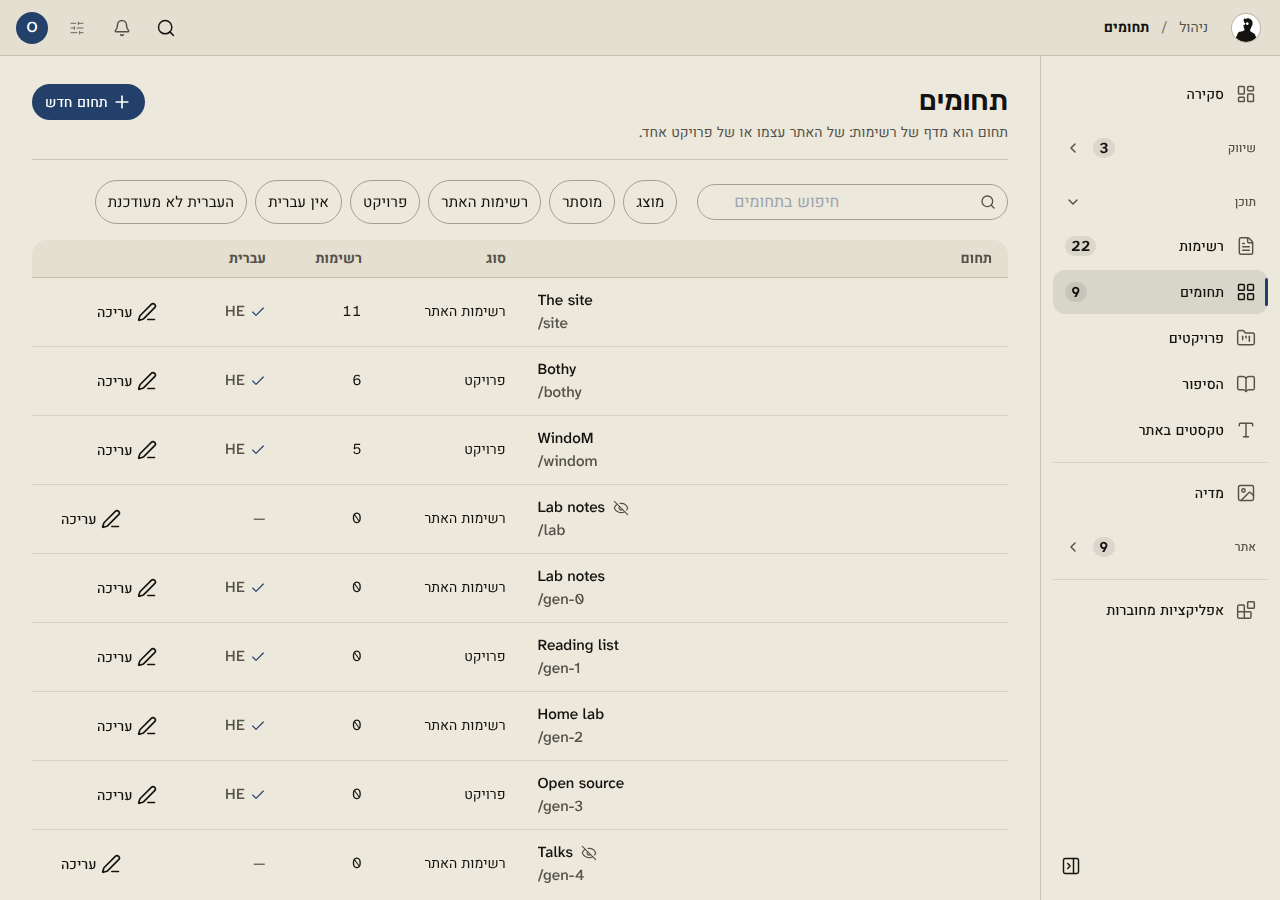 ניהול / תחומים
O
סקירה
שיווק 3
תוכן
רשימות 22
תחומים 9
פרויקטים
הסיפור
טקסטים באתר
מדיה
אתר 9
אפליקציות מחוברות
תחומים
תחום הוא מדף של רשימות: של האתר עצמו או של פרויקט אחד.
תחום חדש
חיפוש בתחומים
מוצג
מוסתר
רשימות האתר
פרויקט
אין עברית
העברית לא מעודכנת
תחום סוג רשימות עברית
The site
/site
רשימות האתר 11 HE עריכה
Bothy
/bothy
פרויקט 6 HE עריכה
WindoM
/windom
פרויקט 5 HE עריכה
Lab notes
/lab
רשימות האתר 0 — עריכה
Lab notes
/gen-0
רשימות האתר 0 HE עריכה
Reading list
/gen-1
פרויקט 0 HE עריכה
Home lab
/gen-2
רשימות האתר 0 HE עריכה
Open source
/gen-3
פרויקט 0 HE עריכה
Talks
/gen-4
רשימות האתר 0 — עריכה